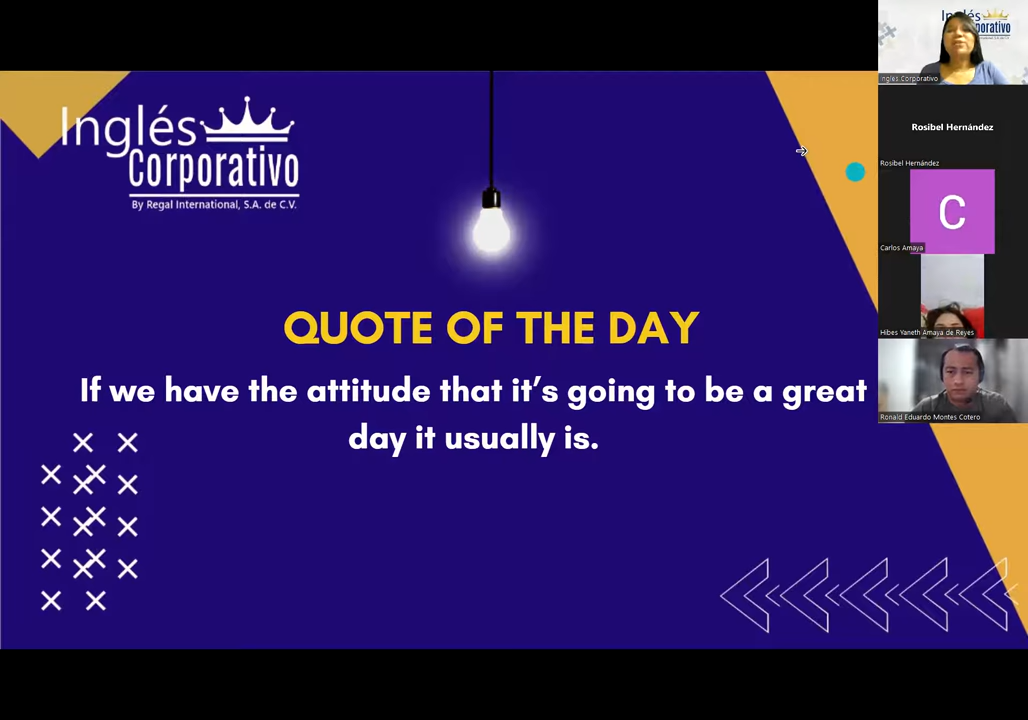 Inglés
Corporativo
By Regal International, S.A. de C.V.
QUOTE OF THE DAY
If we have the attitude that it’s going to be a great
day it usually is.
Inglés Corporativo
Rosibel Hernández
Rosibel Hernández
C
Carlos Amaya
Hibes Yaneth Amaya de Reyes
Ronald Eduardo Montes Cotero